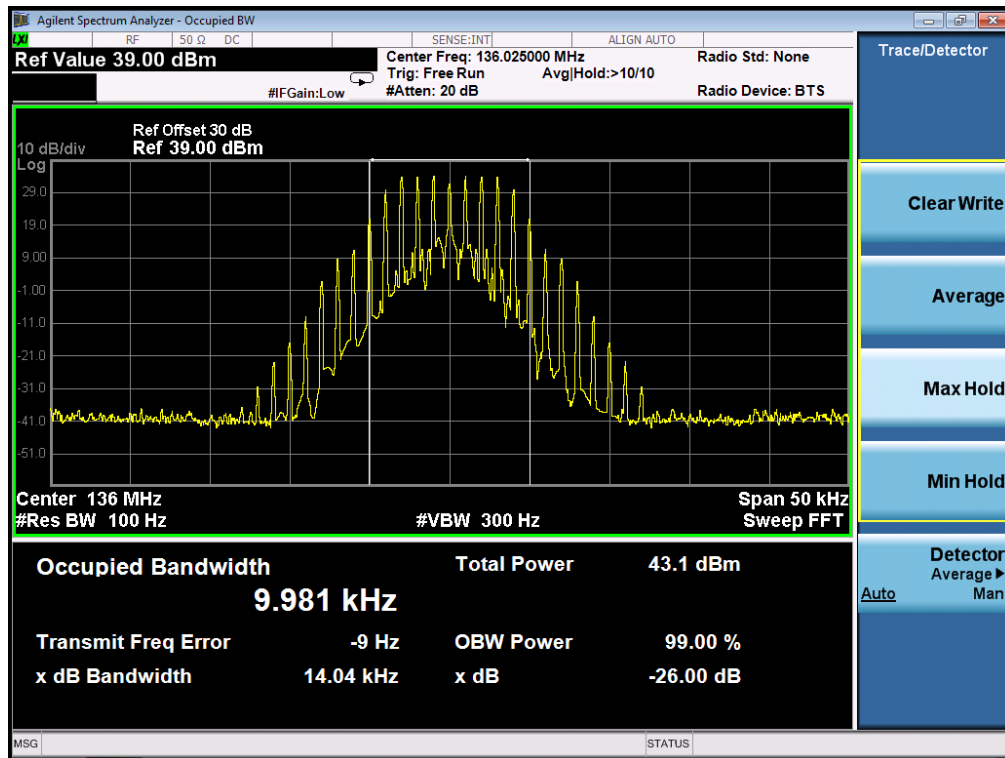 Agilent Spectrum Analyzer - Occupied BW
LXI RF 50 Ω DC SENSE:INT ALIGN AUTO
Ref Value 39.00 dBm
Center Freq: 136.025000 MHz Radio Std: None
Trig: Free Run Avg|Hold:>10/10
#IFGain:Low #Atten: 20 dB Radio Device: BTS
Ref Offset 30 dB
10 dB/div Ref 39.00 dBm
Log
29.0
19.0
9.00
-1.00
-11.0
-21.0
-31.0
-41.0
-51.0
Center 136 MHz Span 50 kHz
#Res BW 100 Hz #VBW 300 Hz Sweep FFT
Occupied Bandwidth Total Power 43.1 dBm
9.981 kHz
Transmit Freq Error -9 Hz OBW Power 99.00 %
x dB Bandwidth 14.04 kHz x dB -26.00 dB
MSG STATUS
Trace/Detector
Clear Write
Average
Max Hold
Min Hold
Detector
Average
Auto Man